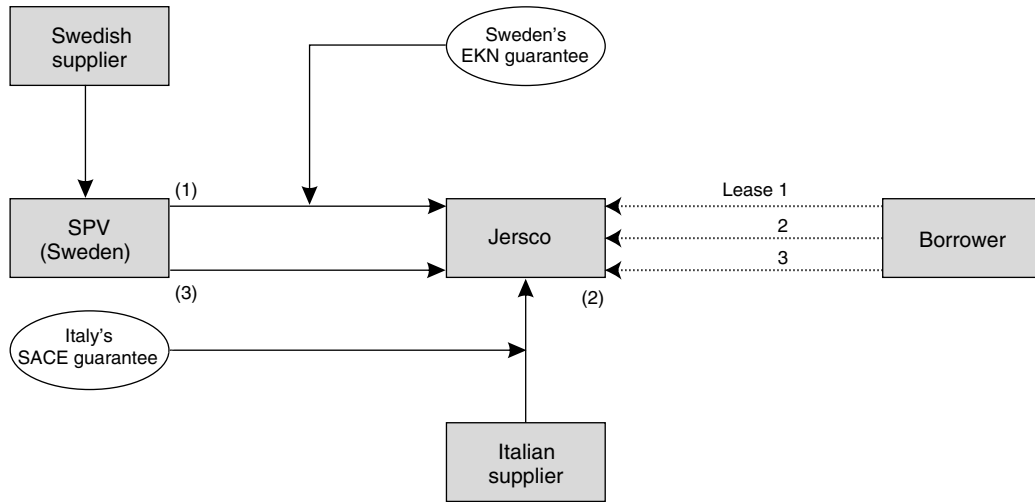 Swedish
supplier
Sweden’s
EKN guarantee
(1)
Lease 1
SPV
(Sweden)
Jersco
2
Borrower
3
(3)
(2)
Italy’s
SACE guarantee
Italian
supplier